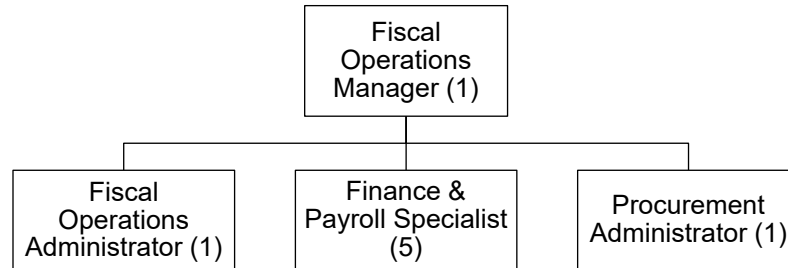 Fiscal
Operations
Manager (1)
Fiscal
Operations
Administrator (1)
Finance &
Payroll Specialist
(5)
Procurement
Administrator (1)